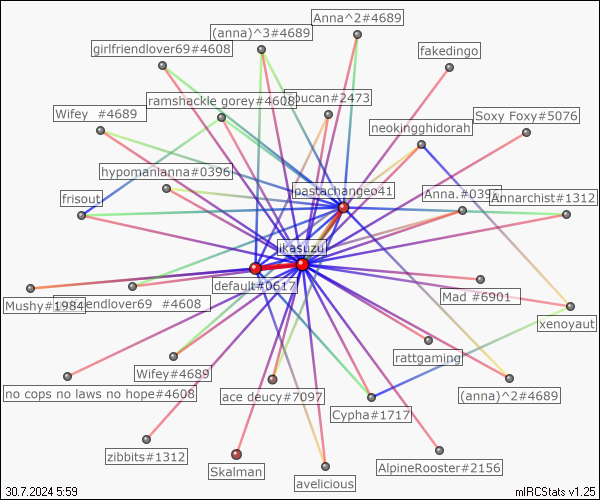 Anna^2#4689
(anna)^3#4689
girlfriendlover69#4608
fakedingo
ramshackle gorey#4608
oucan#2473
Wifey #4689
Soxy Foxy#5076
neokingghidorah
hypomanianna#0396
pastachangeo41
frisout
Anna.#0396
Annarchist#1312
likasuzu
default#0617
Mushy#1984
endlover69 #4608
Mad #6901
xenoyaut
rattgaming
Wifey#4689
no cops no laws no hope#4608
ace deucy#7097
(anna)^2#4689
Cypha#1717
zibbits#1312
Skalman
AlpineRooster#2156
avelicious
30.7.2024 5:59
mIRCStats v1.25